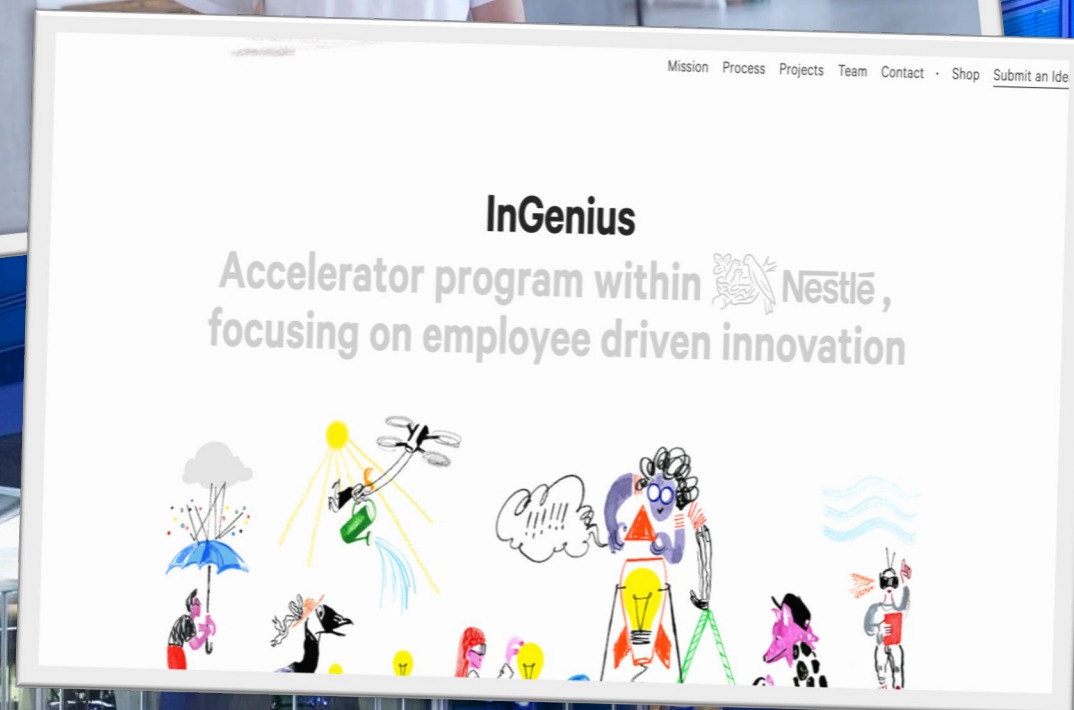 Mission Process Projects Team Contact · Shop Submit an Ide
InGenius
Accelerator program within Nestlé,
focusing on employee driven innovation